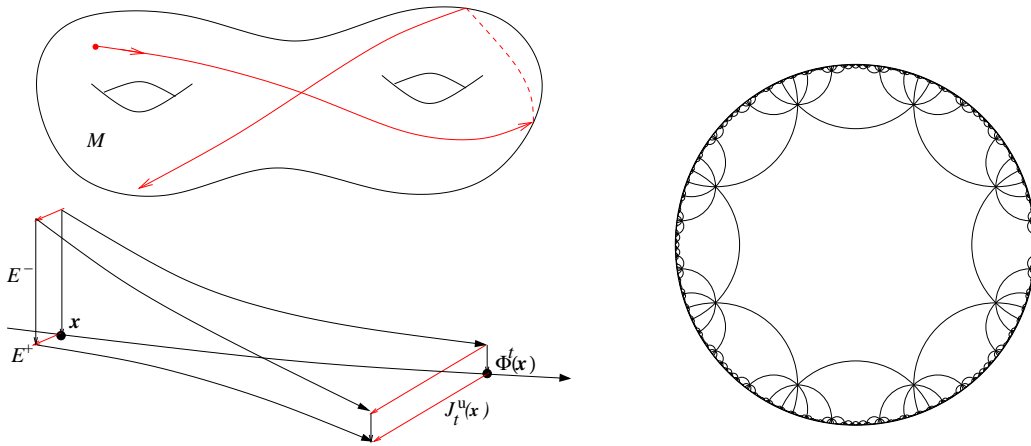 M
E⁻
x
E⁺
Φᵗ(x)
Jₜᵘ(x)